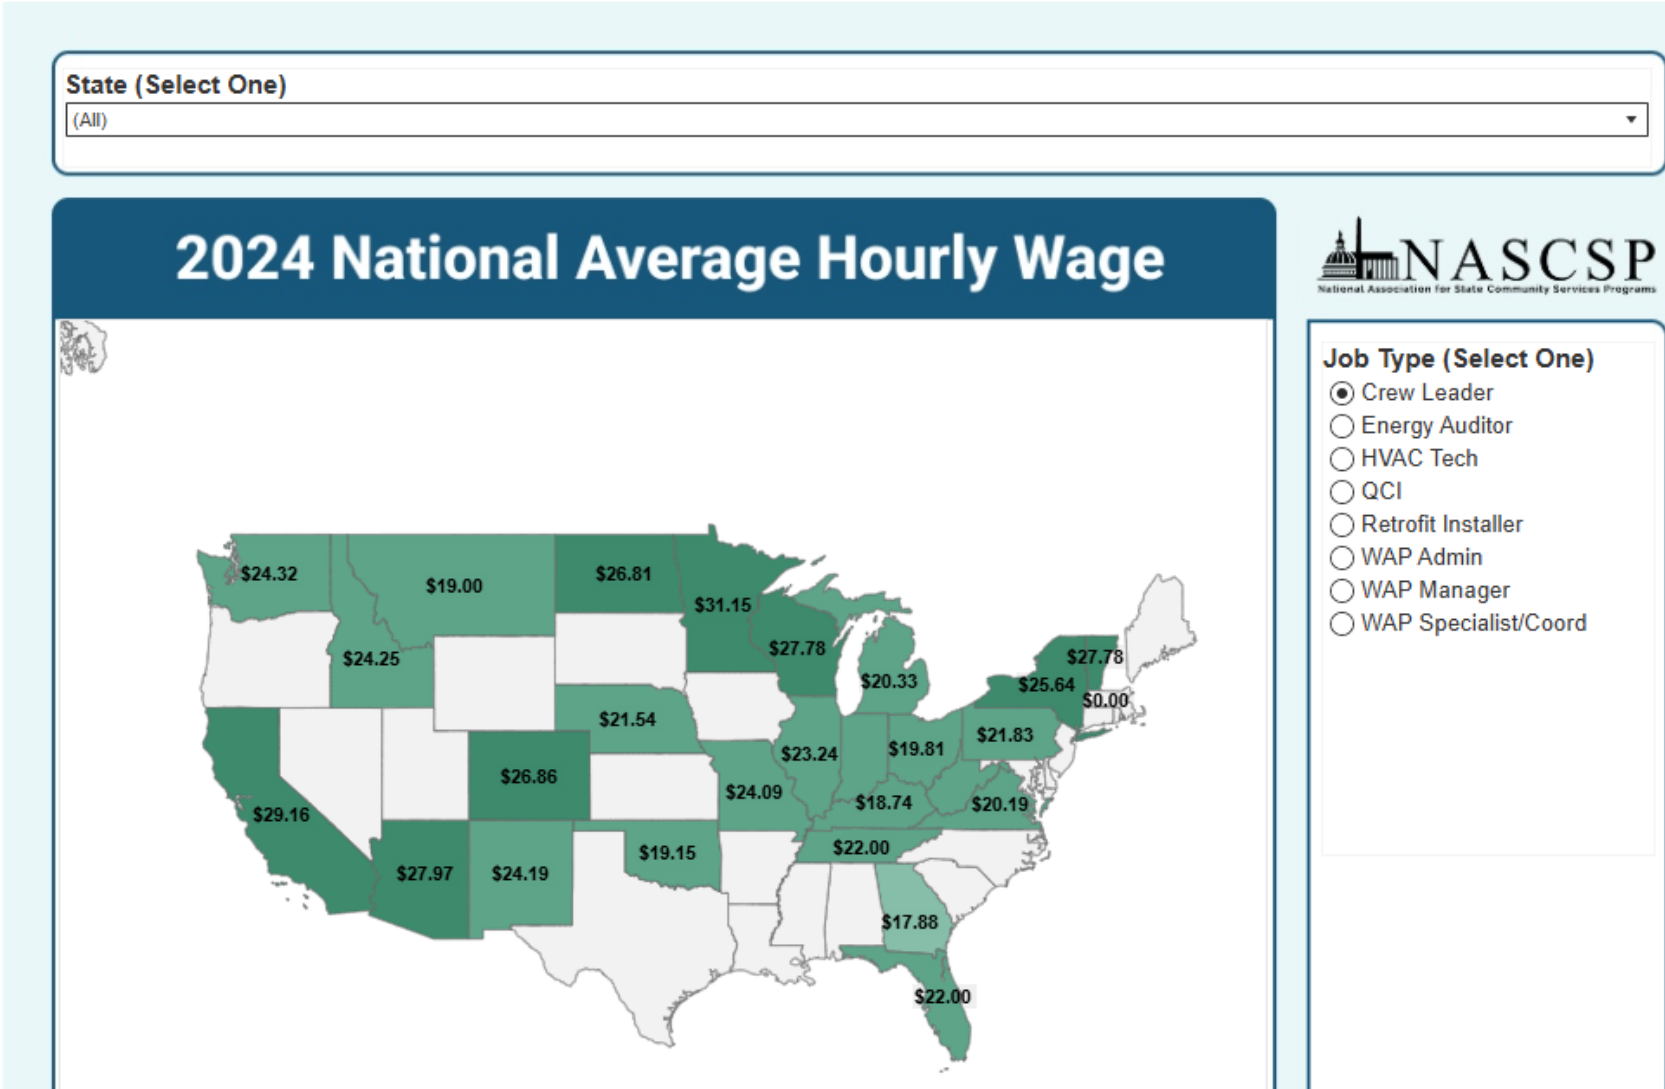 State (Select One)
(All)
2024 National Average Hourly Wage
NASCSP
National Association for State Community Services Programs
Job Type (Select One)
Crew Leader
Energy Auditor
HVAC Tech
QCI
Retrofit Installer
WAP Admin
WAP Manager
WAP Specialist/Coord
$24.32
$19.00
$26.81
$31.15
$27.78
$24.25
$20.33
$27.78
$25.64
$0.00
$21.54
$21.83
$23.24
$19.81
$26.86
$24.09
$18.74
$20.19
$29.16
$22.00
$19.15
$27.97
$24.19
$17.88
$22.00